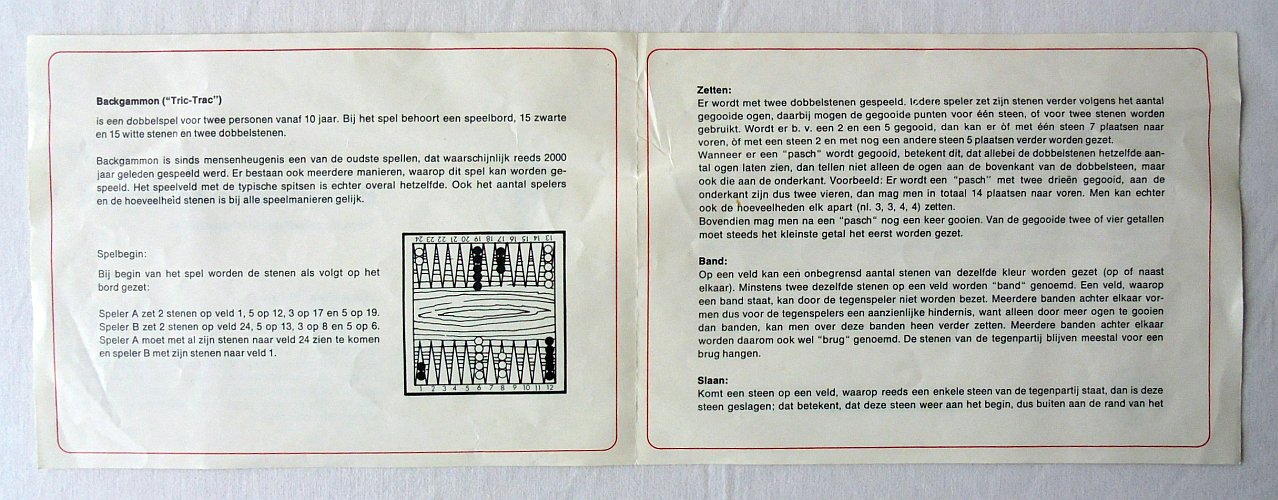 Backgammon ("Tric-Trac")
is een dobbelspel voor twee personen vanaf 10 jaar. Bij het spel behoort een speelbord, 15 zwarte
en 15 witte stenen en twee dobbelstenen.
Backgammon is sinds mensenheugenis een van de oudste spellen, dat waarschijnlijk reeds 2000
jaar geleden gespeeld werd. Er bestaan ook meerdere manieren, waarop dit spel kan worden ge-
speeld. Het speelveld met de typische spitsen is echter overal hetzelfde. Ook het aantal spelers
en de hoeveelheid stenen is bij alle speelmanieren gelijk.
Spelbegin:
Bij begin van het spel worden de stenen als volgt op het
bord gezet:
Speler A zet 2 stenen op veld 1, 5 op 12, 3 op 17 en 5 op 19.
Speler B zet 2 stenen op veld 24, 5 op 13, 3 op 8 en 5 op 6.
Speler A moet met al zijn stenen naar veld 24 zien te komen
en speler B met zijn stenen naar veld 1.
24 23 22 21 20 19 18 17 16 15 14 13
1 2 3 4 5 6 7 8 9 10 11 12
Zetten:
Er wordt met twee dobbelstenen gespeeld. Iedere speler zet zijn stenen verder volgens het aantal
gegooide ogen, daarbij mogen de gegooide punten voor één steen, of voor twee stenen worden
gebruikt. Wordt er b. v. een 2 en een 5 gegooid, dan kan er òf met één steen 7 plaatsen naar
voren, òf met een steen 2 en met nog een andere steen 5 plaatsen verder worden gezet.
Wanneer er een "pasch" wordt gegooid, betekent dit, dat allebei de dobbelstenen hetzelfde aan-
tal ogen laten zien, dan tellen niet alleen de ogen aan de bovenkant van de dobbelsteen, maar
ook die aan de onderkant. Voorbeeld: Er wordt een "pasch" met twee drieën gegooid, aan de
onderkant zijn dus twee vieren, dan mag men in totaal 14 plaatsen naar voren. Men kan echter
ook de hoeveelheden elk apart (nl. 3, 3, 4, 4) zetten.
Bovendien mag men na een "pasch" nog een keer gooien. Van de gegooide twee of vier getallen
moet steeds het kleinste getal het eerst worden gezet.
Band:
Op een veld kan een onbegrensd aantal stenen van dezelfde kleur worden gezet (op of naast
elkaar). Minstens twee dezelfde stenen op een veld worden "band" genoemd. Een veld, waarop
een band staat, kan door de tegenspeler niet worden bezet. Meerdere banden achter elkaar vor-
men dus voor de tegenspelers een aanzienlijke hindernis, want alleen door meer ogen te gooien
dan banden, kan men over deze banden heen verder zetten. Meerdere banden achter elkaar
worden daarom ook wel "brug" genoemd. De stenen van de tegenpartij blijven meestal voor een
brug hangen.
Slaan:
Komt een steen op een veld, waarop reeds een enkele steen van de tegenpartij staat, dan is deze
steen geslagen; dat betekent, dat deze steen weer aan het begin, dus buiten aan de rand van het